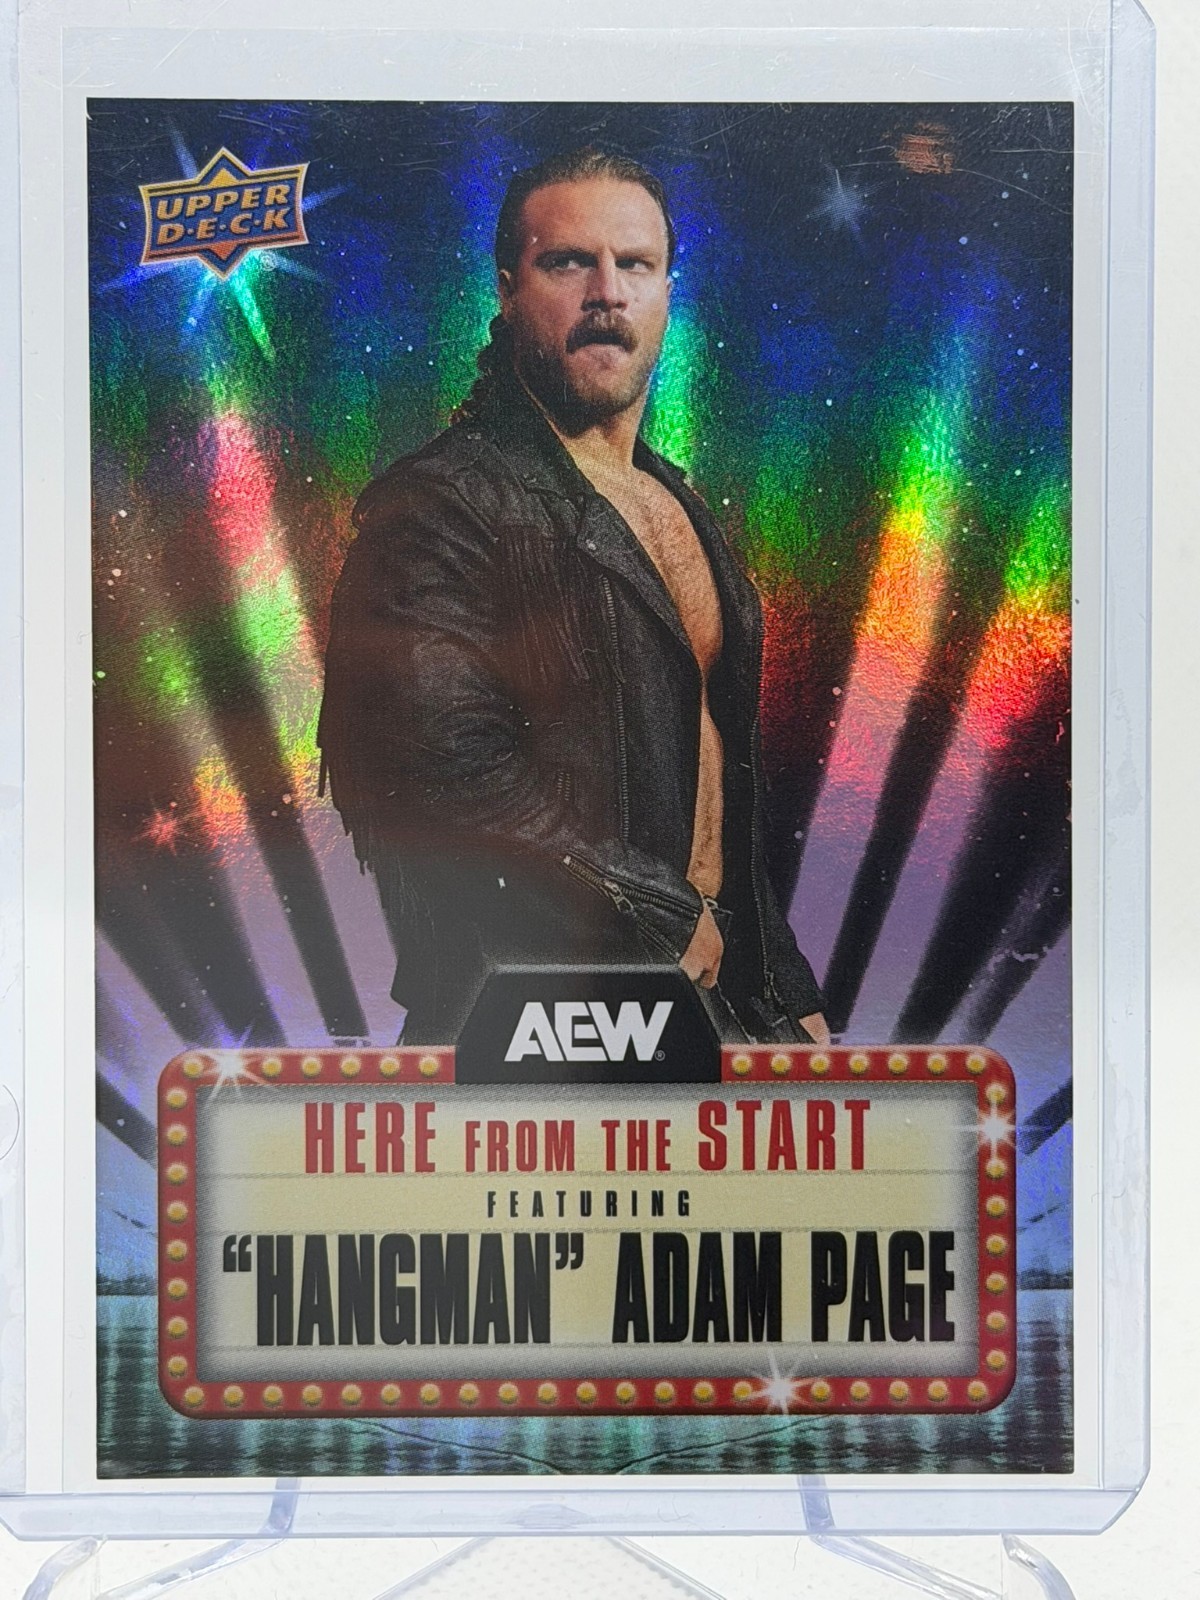 UPPER
D·E·C·K
®
AEW®
HERE FROM THE START
FEATURING
“HANGMAN” ADAM PAGE